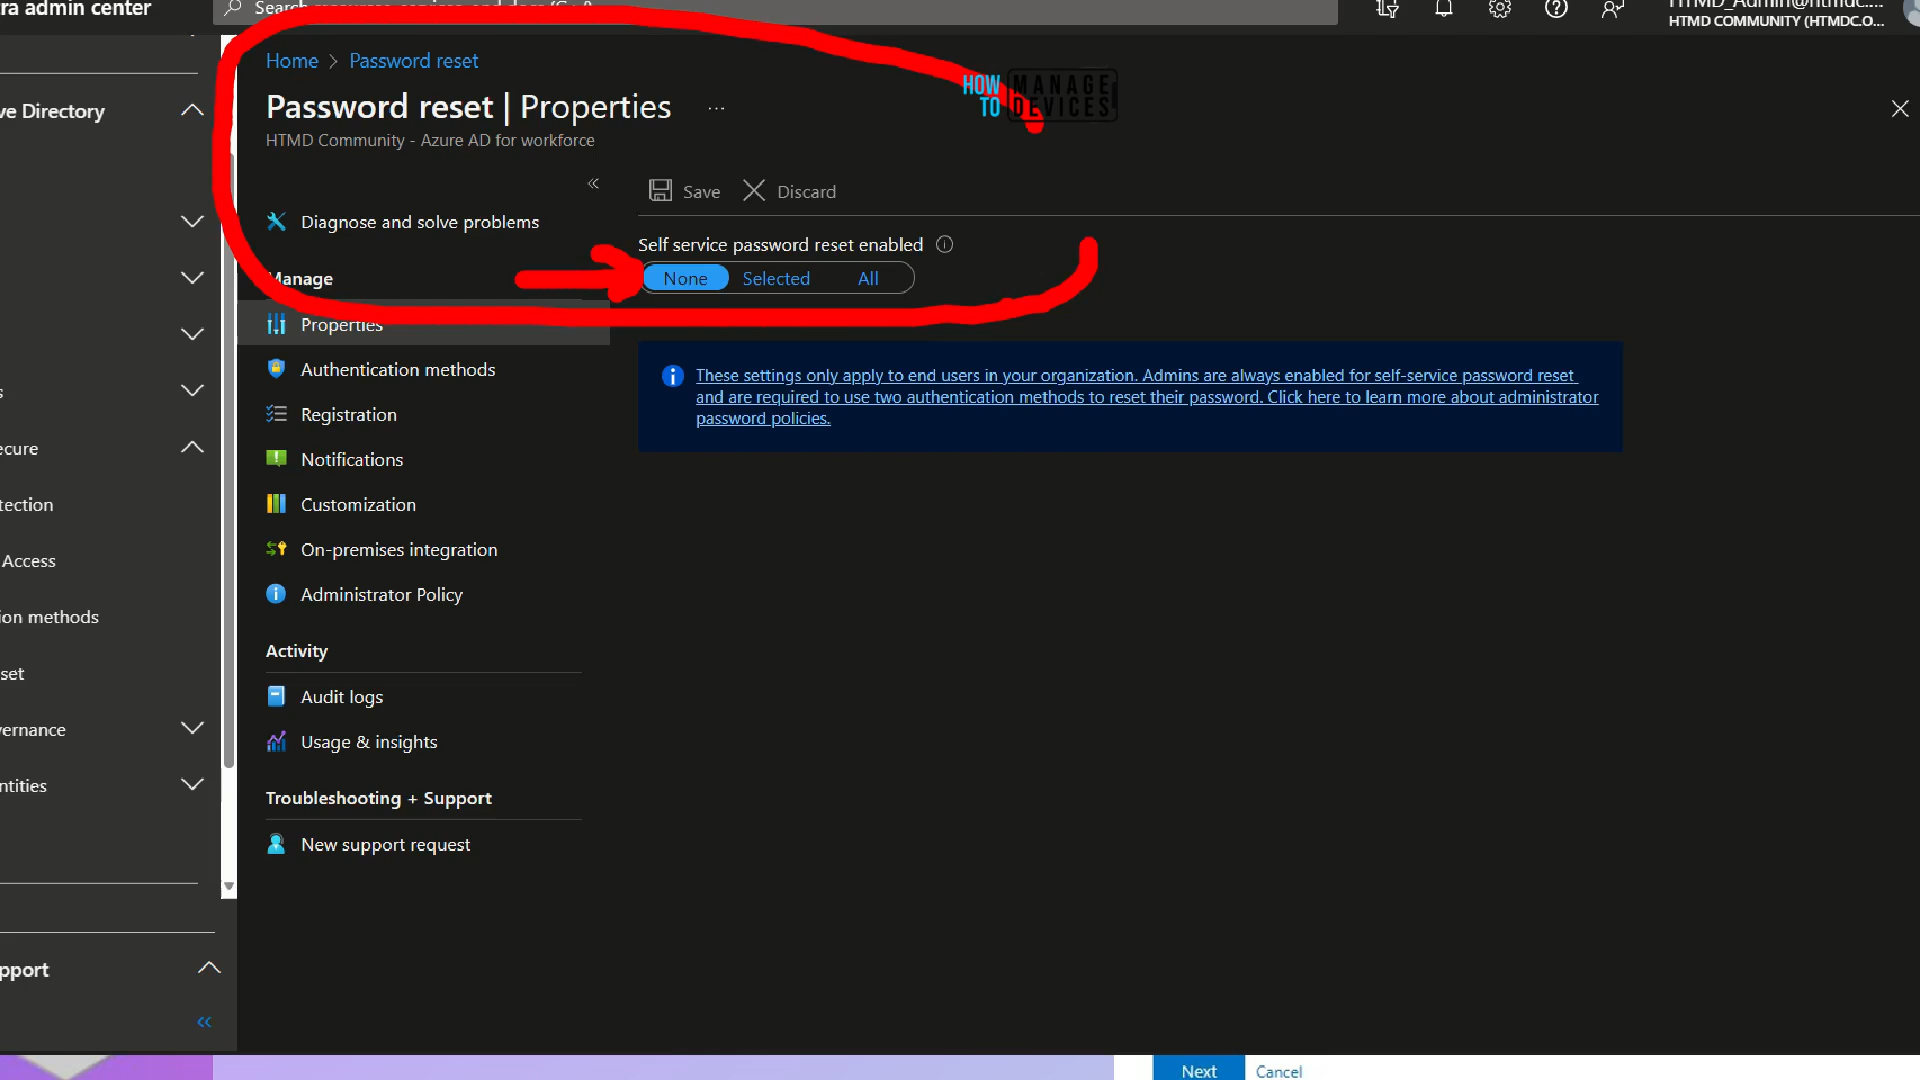 ra admin center
HTMD COMMUNITY (HTMDC.O...
Home > Password reset
HOW TO MANAGE DEVICES
Password reset | Properties ...
HTMD Community - Azure AD for workforce
ve Directory
Save
Discard
Diagnose and solve problems
Self service password reset enabled
None
Selected
All
Manage
Properties
Authentication methods
Registration
Notifications
Customization
On-premises integration
Administrator Policy
These settings only apply to end users in your organization. Admins are always enabled for self-service password reset
and are required to use two authentication methods to reset their password. Click here to learn more about administrator
password policies.
s
ecure
tection
Access
ion methods
set
vernance
ntities
Activity
Audit logs
Usage & insights
Troubleshooting + Support
New support request
pport
Next
Cancel